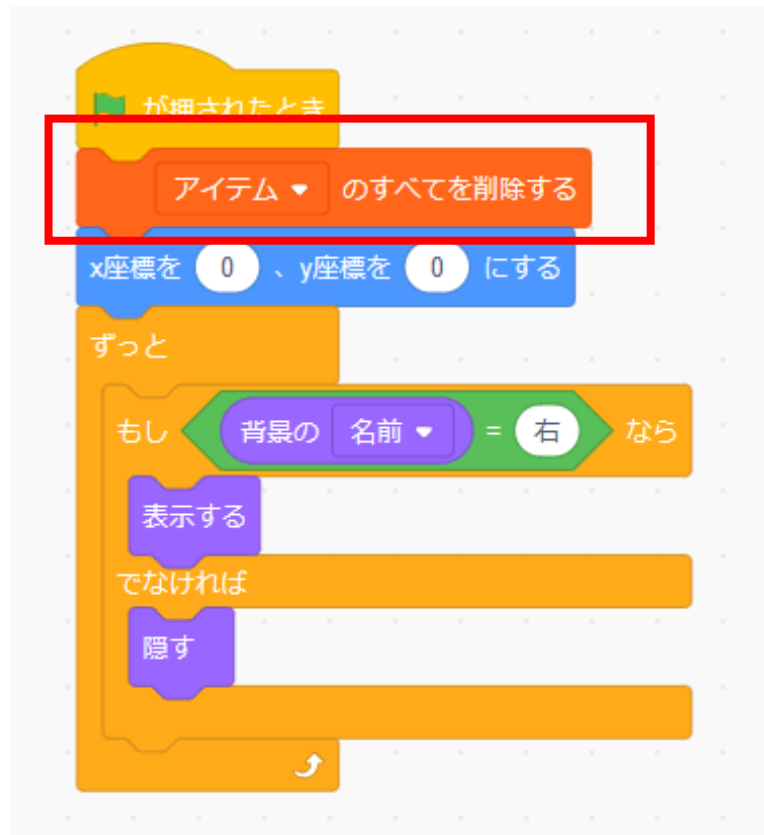 が押されたとき
アイテム のすべてを削除する
x座標を 0 、y座標を 0 にする
ずっと
もし 背景の 名前 = 右 なら
表示する
でなければ
隠す